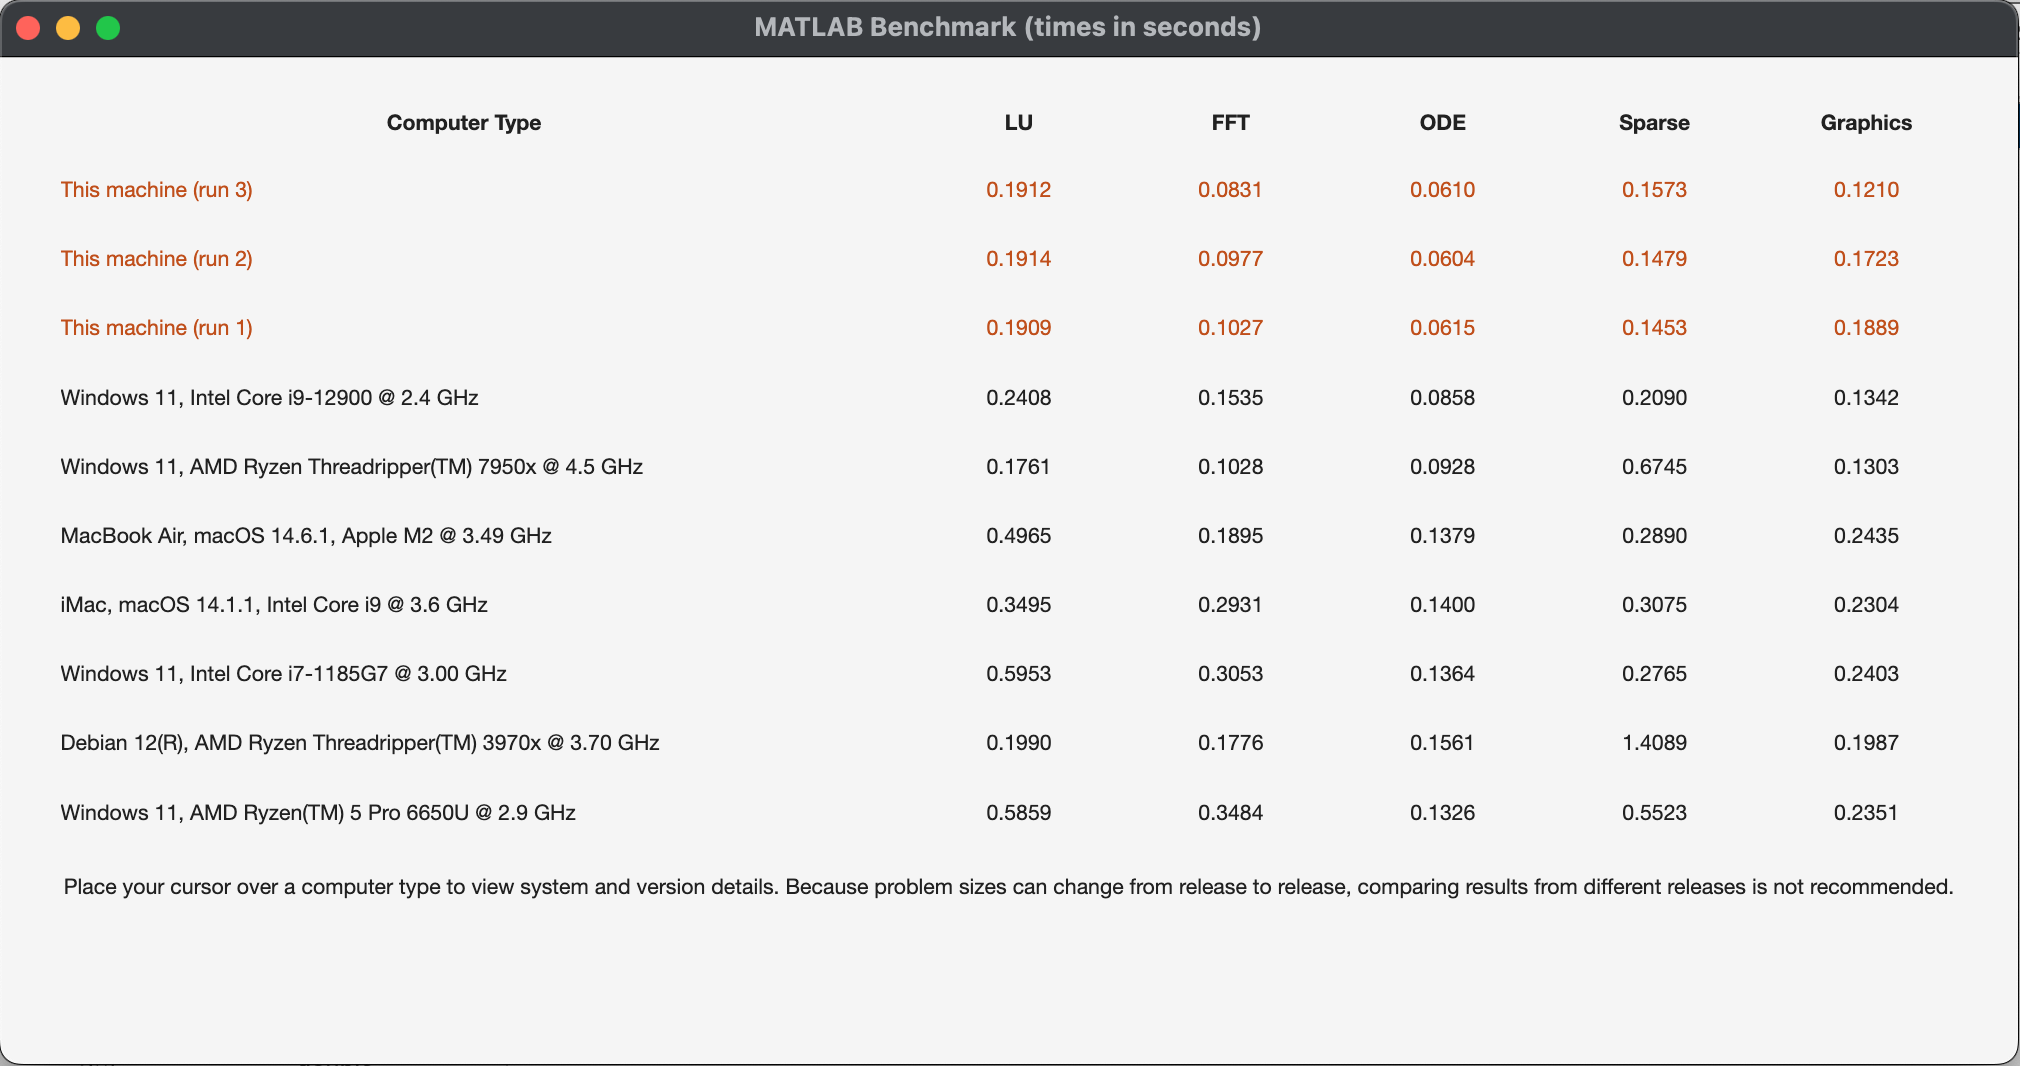 MATLAB Benchmark (times in seconds)
Computer Type LU FFT ODE Sparse Graphics
This machine (run 3) 0.1912 0.0831 0.0610 0.1573 0.1210
This machine (run 2) 0.1914 0.0977 0.0604 0.1479 0.1723
This machine (run 1) 0.1909 0.1027 0.0615 0.1453 0.1889
Windows 11, Intel Core i9-12900 @ 2.4 GHz 0.2408 0.1535 0.0858 0.2090 0.1342
Windows 11, AMD Ryzen Threadripper(TM) 7950x @ 4.5 GHz 0.1761 0.1028 0.0928 0.6745 0.1303
MacBook Air, macOS 14.6.1, Apple M2 @ 3.49 GHz 0.4965 0.1895 0.1379 0.2890 0.2435
iMac, macOS 14.1.1, Intel Core i9 @ 3.6 GHz 0.3495 0.2931 0.1400 0.3075 0.2304
Windows 11, Intel Core i7-1185G7 @ 3.00 GHz 0.5953 0.3053 0.1364 0.2765 0.2403
Debian 12(R), AMD Ryzen Threadripper(TM) 3970x @ 3.70 GHz 0.1990 0.1776 0.1561 1.4089 0.1987
Windows 11, AMD Ryzen(TM) 5 Pro 6650U @ 2.9 GHz 0.5859 0.3484 0.1326 0.5523 0.2351
Place your cursor over a computer type to view system and version details. Because problem sizes can change from release to release, comparing results from different releases is not recommended.